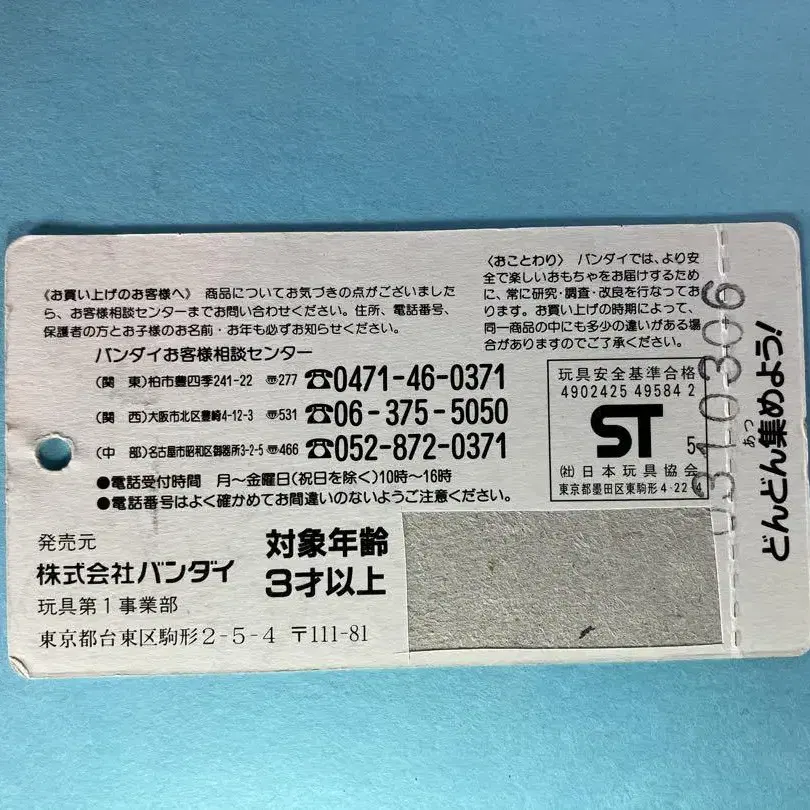 〈お買い上げのお客様へ〉 商品についてお気づきの点がございました
ら、お客様相談センターまでお問い合わせください。住所、電話番号、
保護者の方とお子様のお名前・お年も必ずお知らせください。
バンダイお客様相談センター
(関 東)柏市豊四季241-22 〠277 ☎0471-46-0371
(関 西)大阪市北区豊崎4-12-3 〠531 ☎06-375-5050
(中 部)名古屋市昭和区御器所3-2-5 〠466 ☎052-872-0371
●電話受付時間 月〜金曜日(祝日を除く)10時〜16時
●電話番号はよく確かめてお間違いのないようご注意ください。
〈おことわり〉 バンダイでは、より安
全で楽しいおもちゃをお届けするため
に、常に研究・調査・改良を行なってお
ります。お買い上げの時期によって、
同一商品の中にも多少の違いがある場
合がありますのでご了承ください。
玩具安全基準合格
4902425 49584 2
ST 5
(社)日本玩具協会
東京都墨田区東駒形4-22-4
発売元
株式会社バンダイ
玩具第1事業部
東京都台東区駒形2-5-4 〒111-81
対象年齢
3才以上
0310306
どんどん集めよう!
あつ